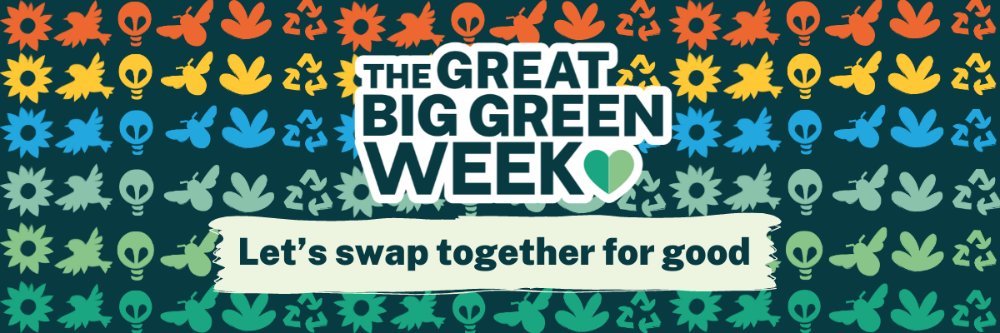 THE GREAT
BIG GREEN
WEEK
Let's swap together for good